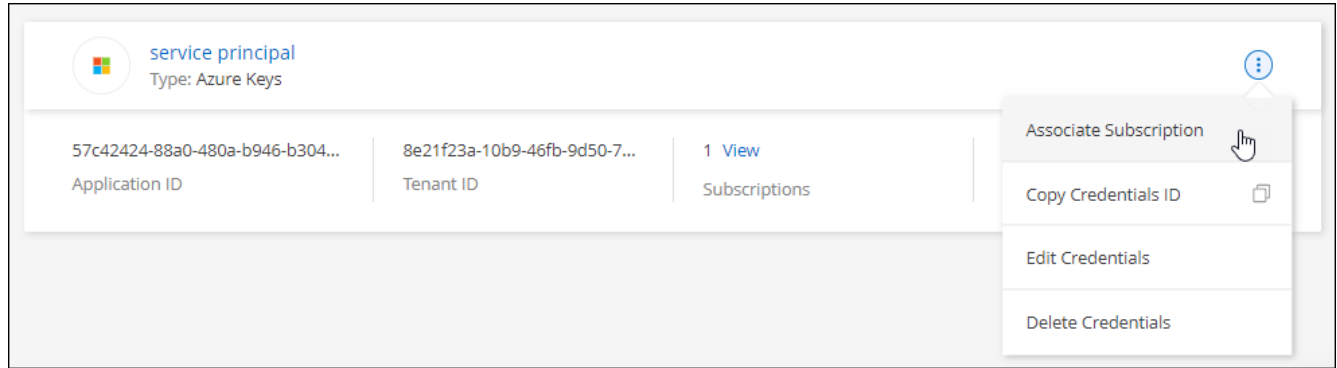 service principal
Type: Azure Keys
57c42424-88a0-480a-b946-b304...
Application ID
8e21f23a-10b9-46fb-9d50-7...
Tenant ID
1 View
Subscriptions
Associate Subscription
Copy Credentials ID
Edit Credentials
Delete Credentials